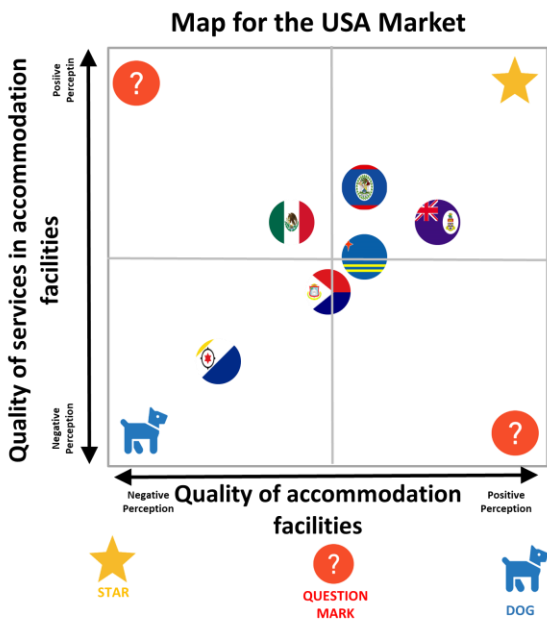 Map for the USA Market
Quality of services in accommodation
facilities
Posiive
Perceptin
Negative
Perception
?
?
Negative
Perception
Quality of accommodation
facilities
Positive
Perception
STAR
?
QUESTION
MARK
DOG